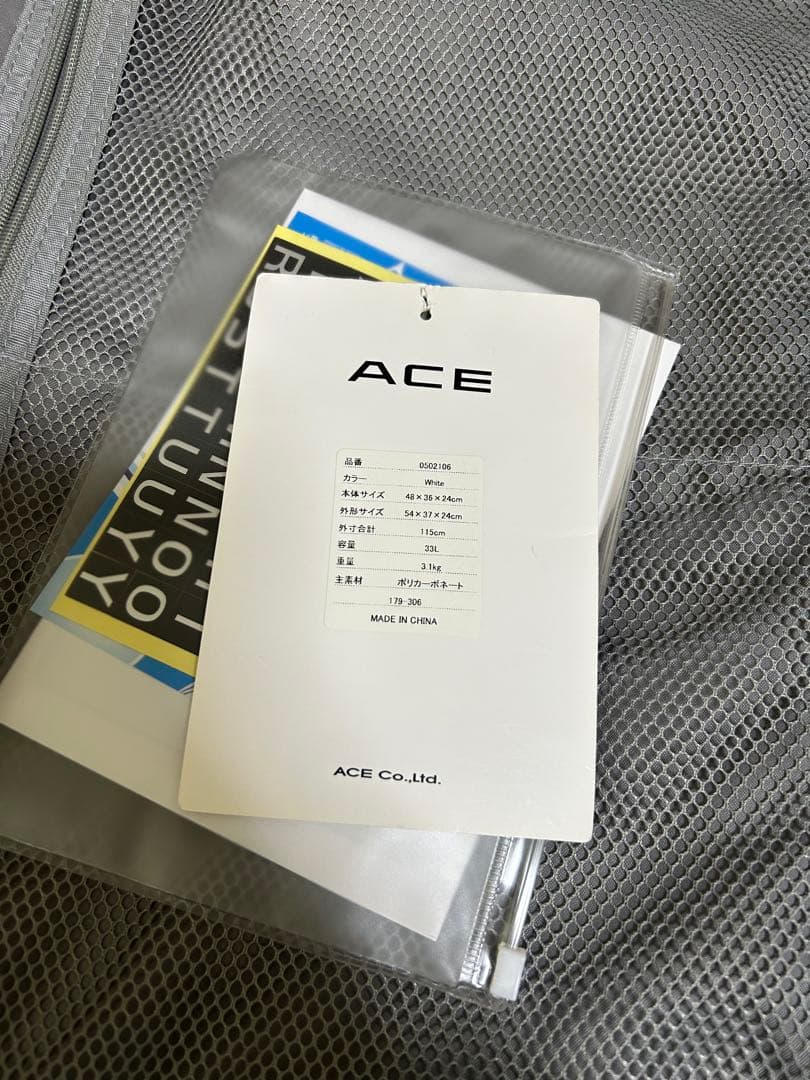 ACE
品番 0502106
カラー White
本体サイズ 48×36×24cm
外形サイズ 54×37×24cm
外寸合計 115cm
容量 33L
重量 3.1kg
主素材 ポリカーボネート
179-306
MADE IN CHINA
ACE Co.,Ltd.
R S T T U U Y Y
N N O O